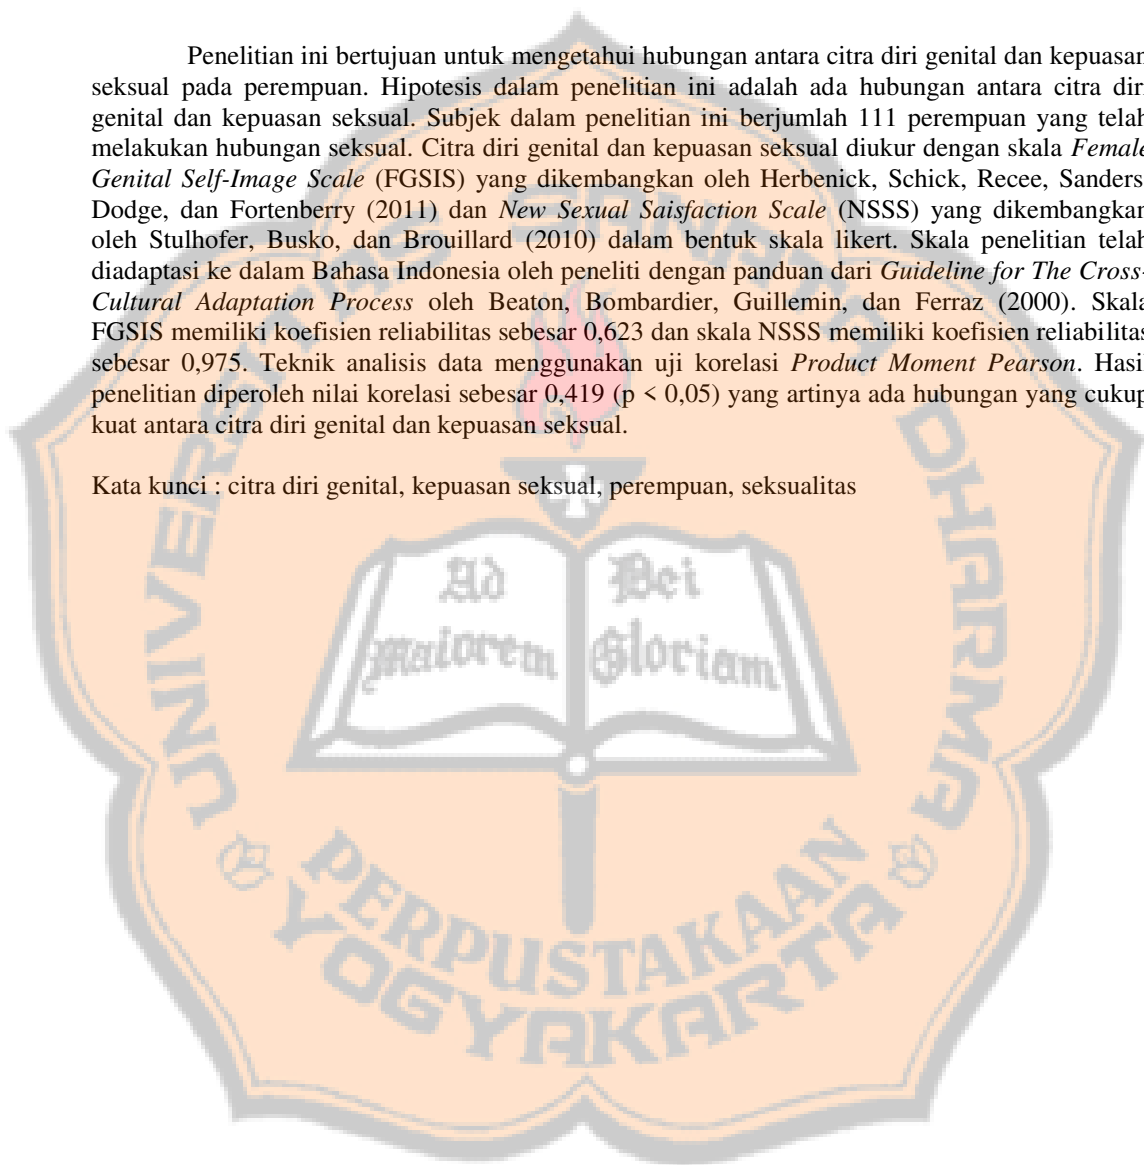 Penelitian ini bertujuan untuk mengetahui hubungan antara citra diri genital dan kepuasan
seksual pada perempuan. Hipotesis dalam penelitian ini adalah ada hubungan antara citra diri
genital dan kepuasan seksual. Subjek dalam penelitian ini berjumlah 111 perempuan yang telah
melakukan hubungan seksual. Citra diri genital dan kepuasan seksual diukur dengan skala Female
Genital Self-Image Scale (FGSIS) yang dikembangkan oleh Herbenick, Schick, Recee, Sanders
Dodge, dan Fortenberry (2011) dan New Sexual Saisfaction Scale (NSSS) yang dikembangkan
oleh Stulhofer, Busko, dan Brouillard (2010) dalam bentuk skala likert. Skala penelitian telah
diadaptasi ke dalam Bahasa Indonesia oleh peneliti dengan panduan dari Guideline for The Cross-
Cultural Adaptation Process oleh Beaton, Bombardier, Guillemin, dan Ferraz (2000). Skala
FGSIS memiliki koefisien reliabilitas sebesar 0,623 dan skala NSSS memiliki koefisien reliabilitas
sebesar 0,975. Teknik analisis data menggunakan uji korelasi Product Moment Pearson. Hasil
penelitian diperoleh nilai korelasi sebesar 0,419 (p < 0,05) yang artinya ada hubungan yang cukup
kuat antara citra diri genital dan kepuasan seksual.
Kata kunci : citra diri genital, kepuasan seksual, perempuan, seksualitas
UNIVERSITAS SANATA DHARMA
Ad Dei
Maiorem Gloriam
PERPUSTAKAAN
YOGYAKARTA